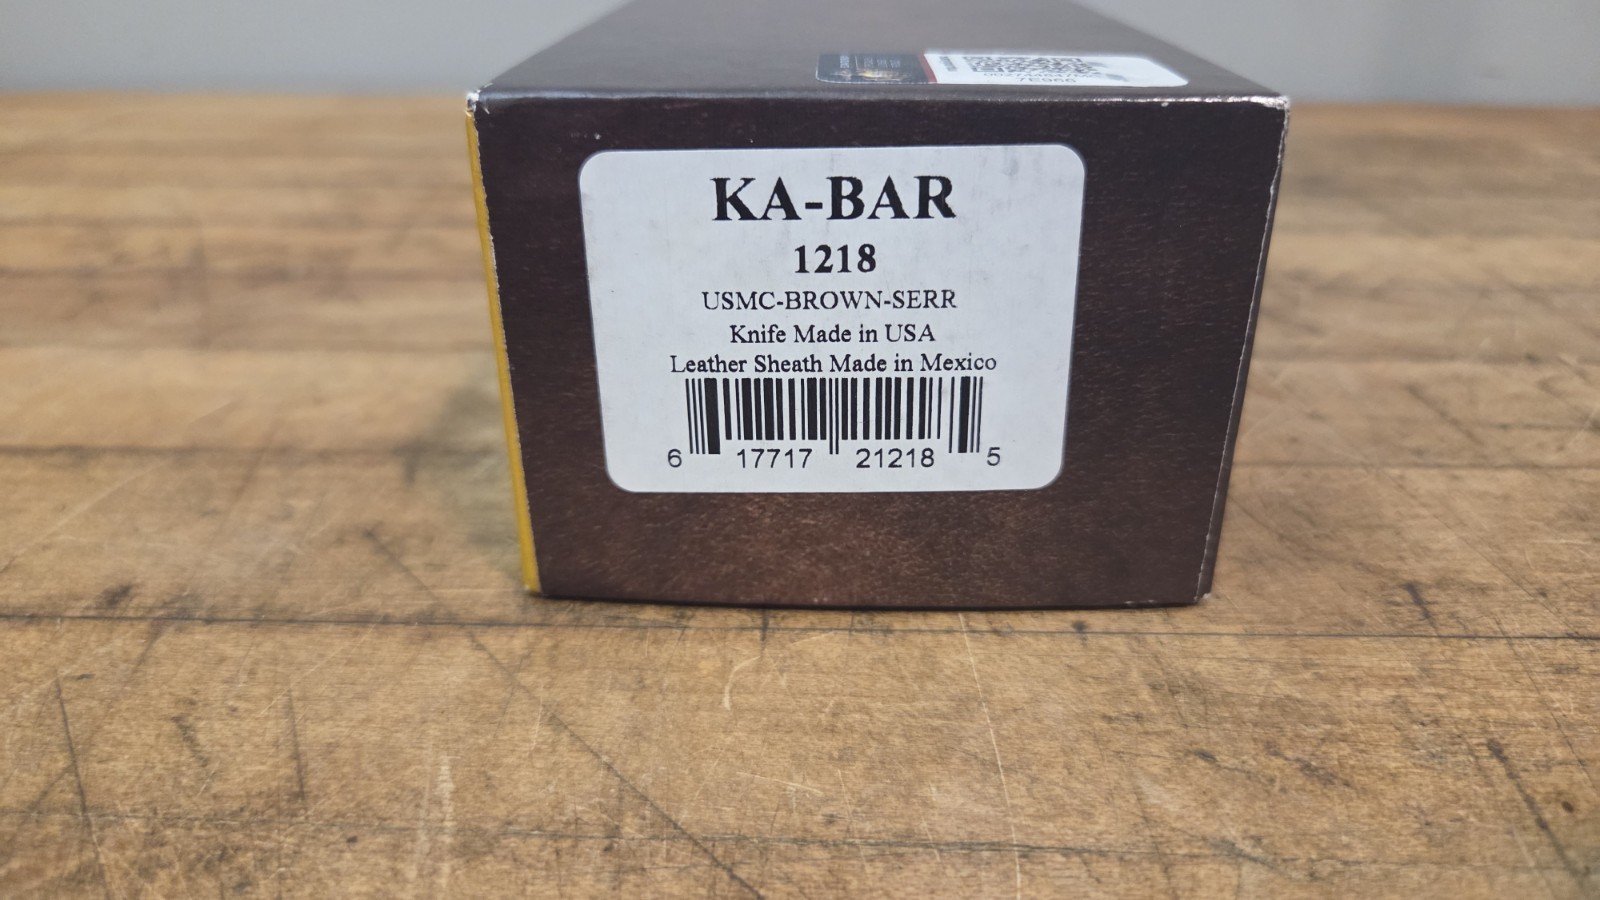 7E966
KA-BAR
1218
USMC-BROWN-SERR
Knife Made in USA
Leather Sheath Made in Mexico
6 17717 21218 5